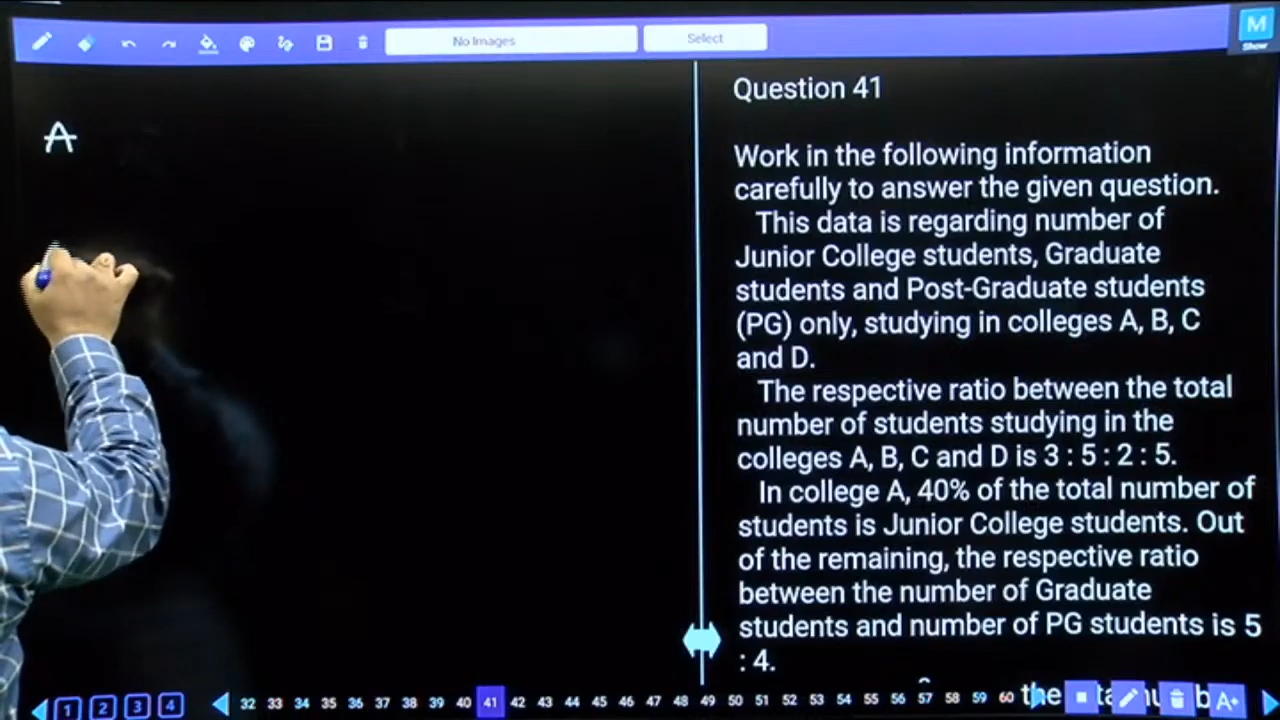 No Images
Select
M
Show
A
Question 41
Work in the following information
carefully to answer the given question.
This data is regarding number of
Junior College students, Graduate
students and Post-Graduate students
(PG) only, studying in colleges A, B, C
and D.
The respective ratio between the total
number of students studying in the
colleges A, B, C and D is 3 : 5 : 2 : 5.
In college A, 40% of the total number of
students is Junior College students. Out
of the remaining, the respective ratio
between the number of Graduate
students and number of PG students is 5
: 4.
the
1 2 3 4 32 33 34 35 36 37 38 39 40 41 42 43 44 45 46 47 48 49 50 51 52 53 54 55 56 57 58 59 60 A+